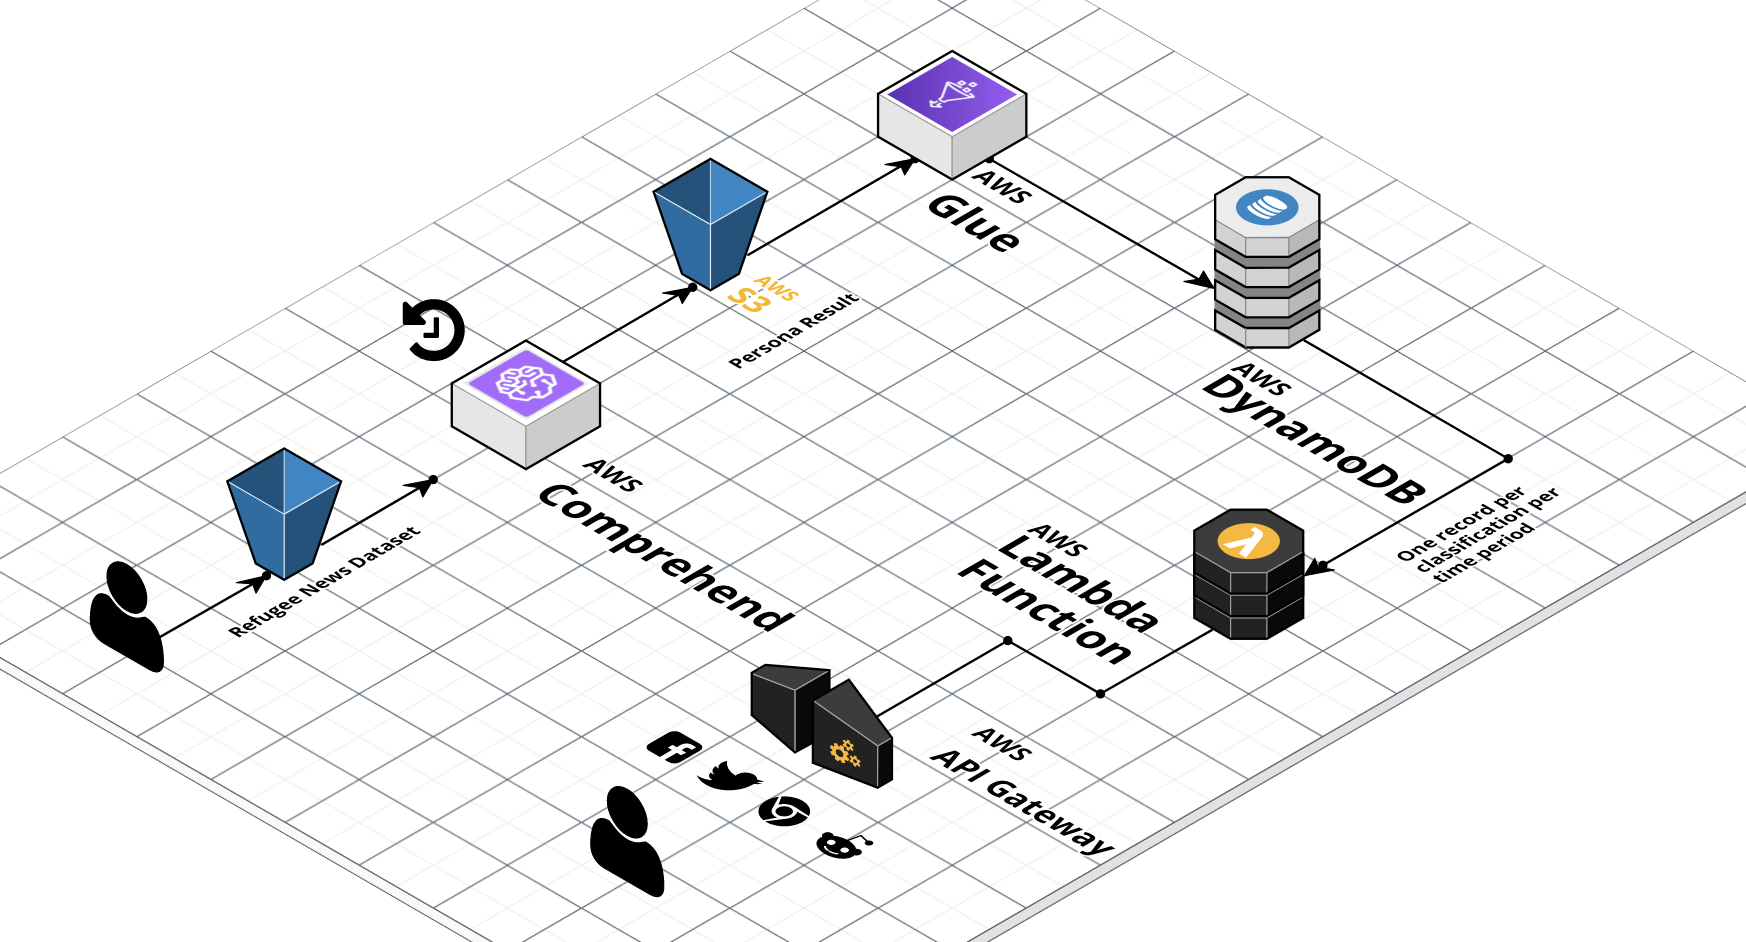 AWS
Glue
AWS
S3
Persona Result
AWS
DynamoDB
AWS
Comprehend
Refugee News Dataset
One record per
classification per
time period
AWS
Lambda
Function
AWS
API Gateway